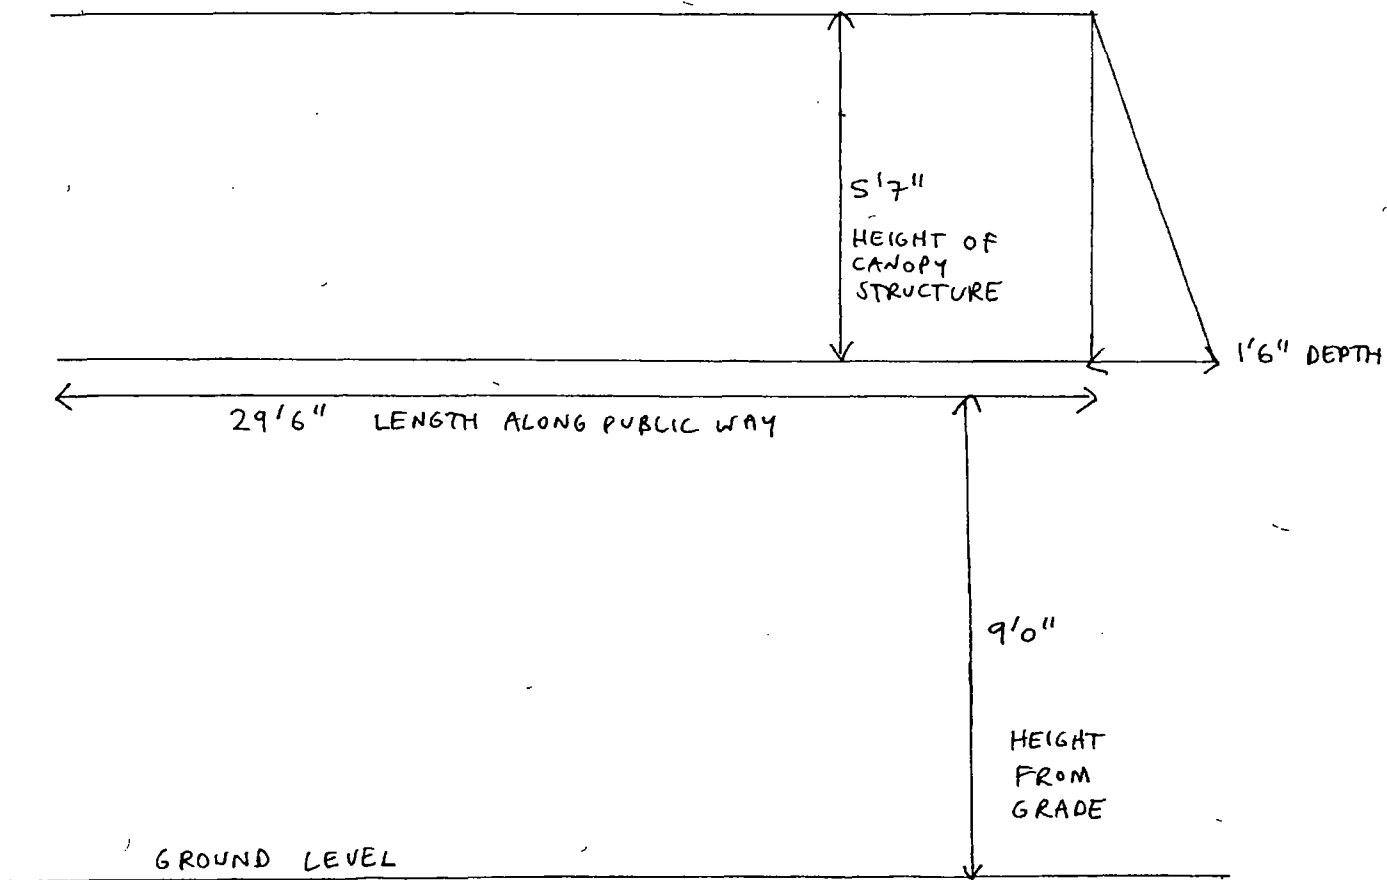 5'7"
HEIGHT OF
CANOPY
STRUCTURE
1'6" DEPTH
29'6" LENGTH ALONG PUBLIC WAY
9'0"
HEIGHT
FROM
GRADE
GROUND LEVEL